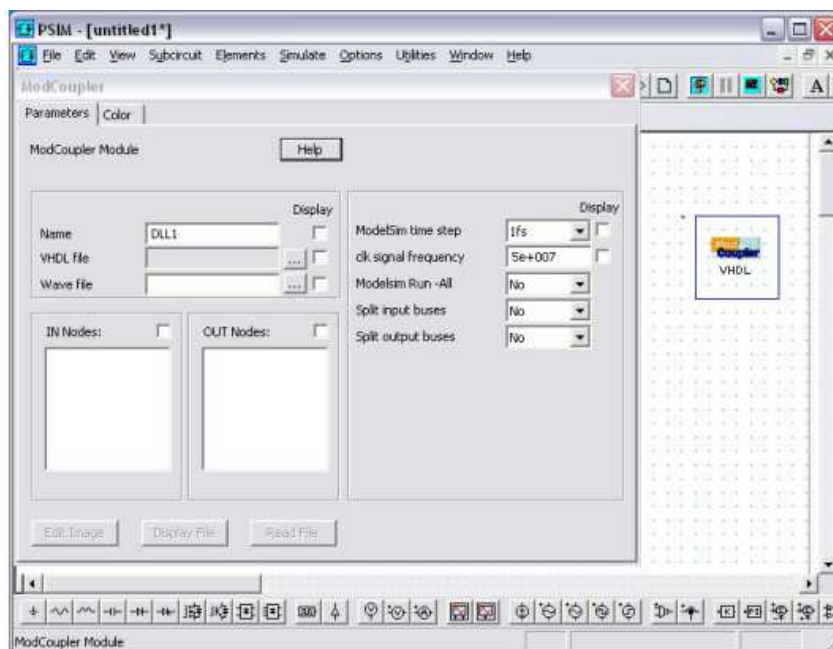 PSIM - [untitled1*]
File Edit View Subcircuit Elements Simulate Options Utilities Window Help
ModCoupler
Parameters Color
ModCoupler Module
Help
Display
Name DLL1
VHDL file ...
Wave file ...
IN Nodes:
OUT Nodes:
Display
ModelSim time step 1fs
clk signal frequency 5e+007
Modelsim Run -All No
Split input buses No
Split output buses No
Edit Image Display File Read File
A
Mod
Coupler
VHDL
K PI
ModCoupler Module